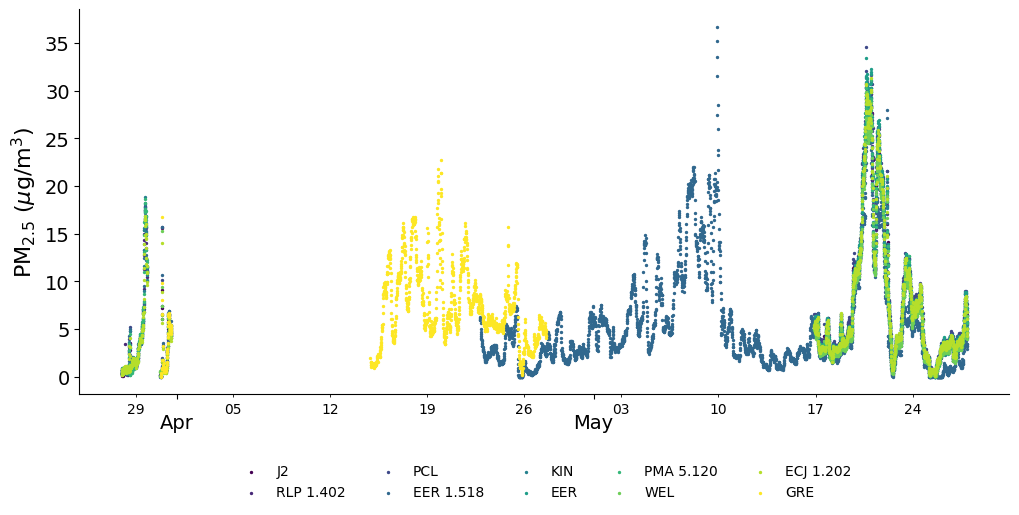 35
30
25
20
15
10
5
0
PM2.5 (μg/m3)
29 05 12 19 26 03 10 17 24
Apr May
J2 PCL KIN PMA 5.120 ECJ 1.202
RLP 1.402 EER 1.518 EER WEL GRE